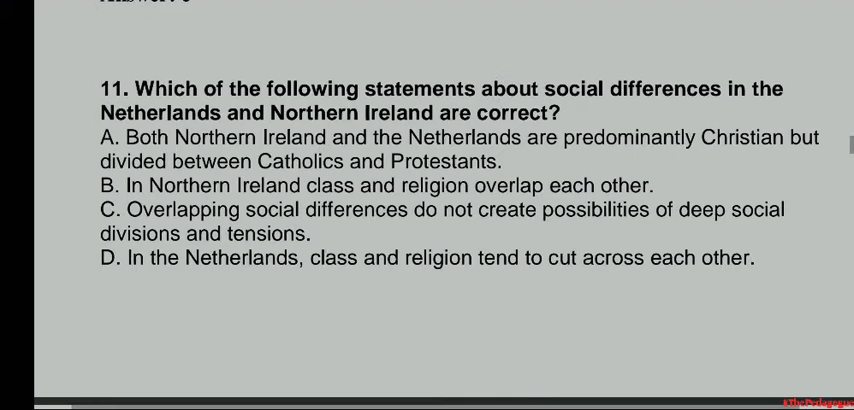 11. Which of the following statements about social differences in the
Netherlands and Northern Ireland are correct?
A. Both Northern Ireland and the Netherlands are predominantly Christian but
divided between Catholics and Protestants.
B. In Northern Ireland class and religion overlap each other.
C. Overlapping social differences do not create possibilities of deep social
divisions and tensions.
D. In the Netherlands, class and religion tend to cut across each other.